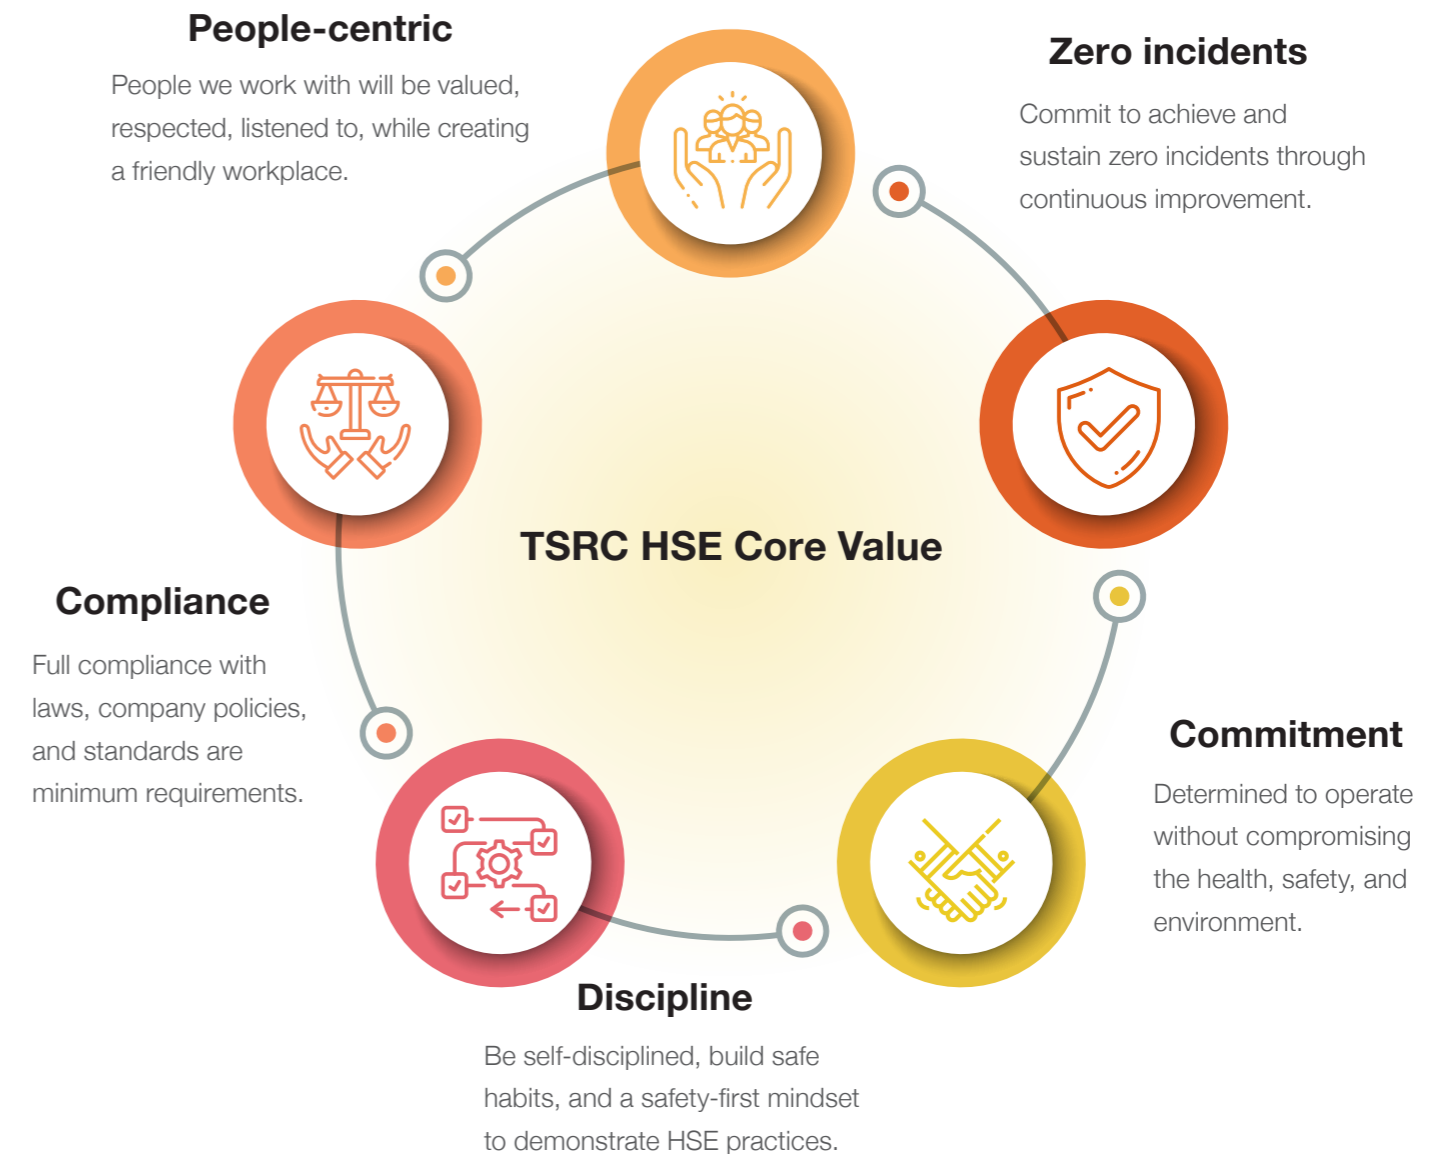 People-centric
People we work with will be valued,
respected, listened to, while creating
a friendly workplace.
Zero incidents
Commit to achieve and
sustain zero incidents through
continuous improvement.
TSRC HSE Core Value
Compliance
Full compliance with
laws, company policies,
and standards are
minimum requirements.
Commitment
Determined to operate
without compromising
the health, safety, and
environment.
Discipline
Be self-disciplined, build safe
habits, and a safety-first mindset
to demonstrate HSE practices.